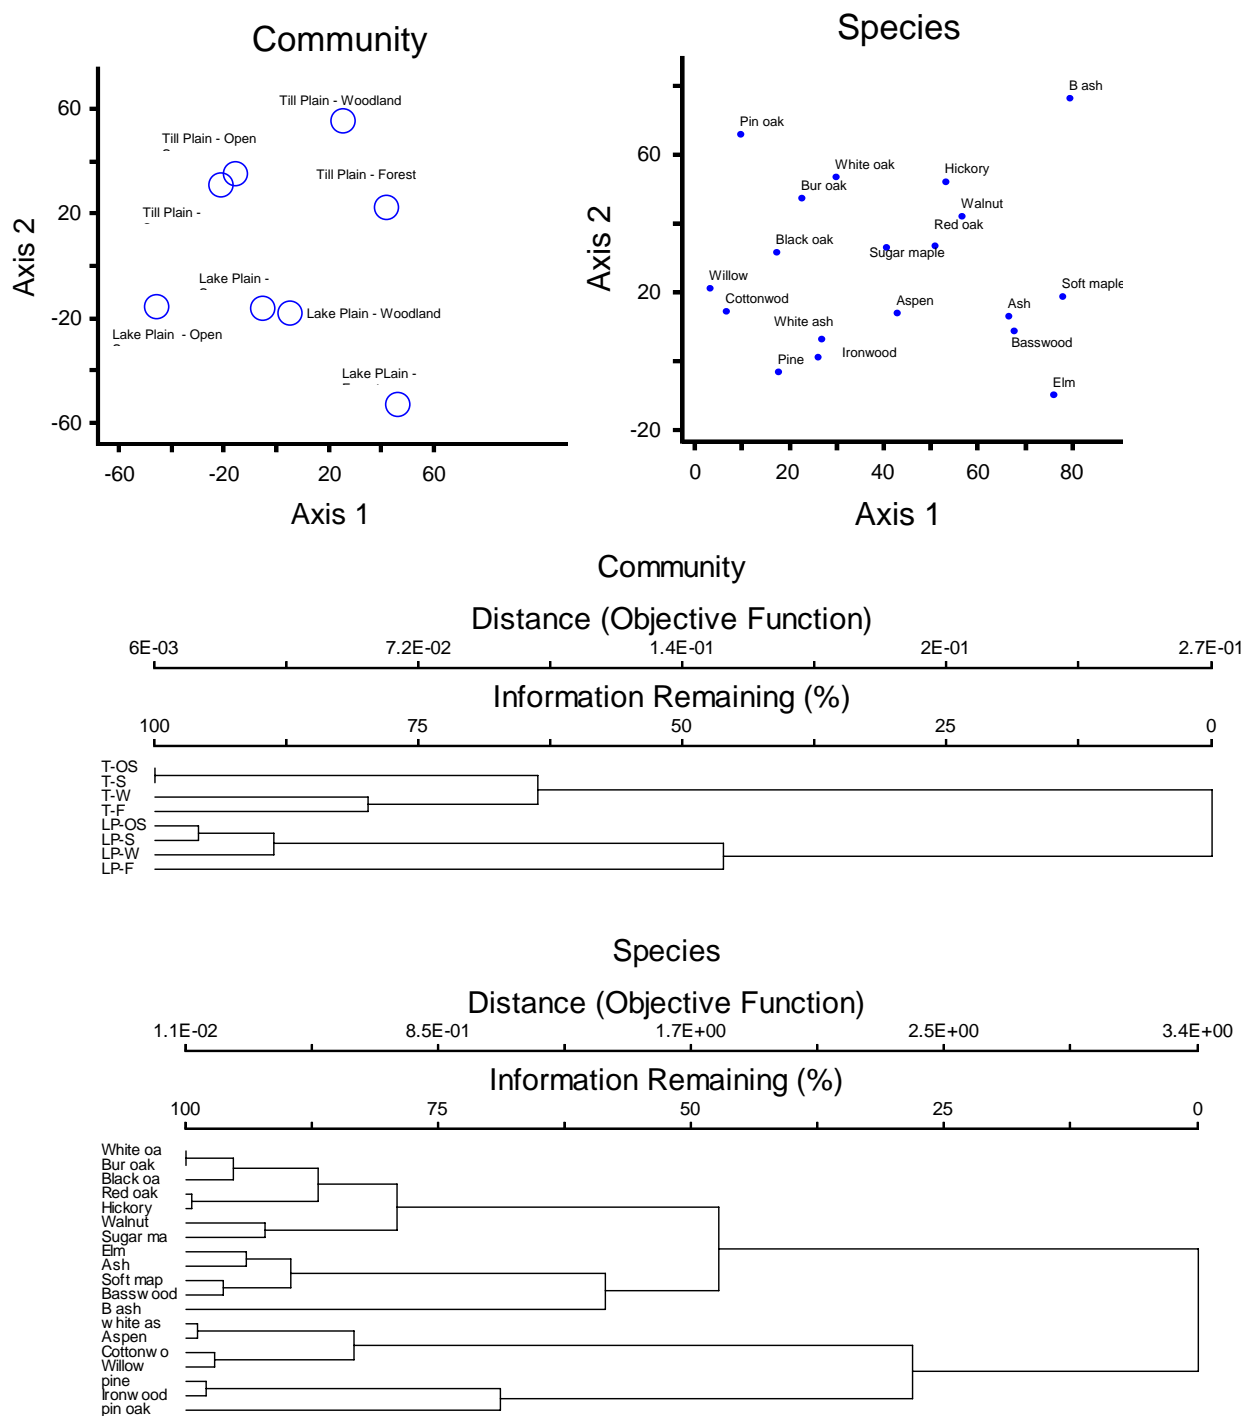 Community
60
20
-20
-60
Axis 2
Till Plain - Woodland
Till Plain - Open
Till Plain - Forest
Till Plain -
Lake Plain -
Lake Plain - Woodland
Lake Plain - Open
Lake PLain -
-60
-20
20
60
Axis 1
Species
60
20
-20
Axis 2
B ash
Pin oak
White oak
Hickory
Bur oak
Walnut
Red oak
Black oak
Sugar maple
Willow
Soft maple
Cottonwod
Aspen
Ash
White ash
Basswood
Ironwood
Pine
Elm
0
20
40
60
80
Axis 1
Community
Distance (Objective Function)
6E-03 7.2E-02 1.4E-01 2E-01 2.7E-01
Information Remaining (%)
100 75 50 25 0
T-OS
T-S
T-W
T-F
LP-OS
LP-S
LP-W
LP-F
Species
Distance (Objective Function)
1.1E-02 8.5E-01 1.7E+00 2.5E+00 3.4E+00
Information Remaining (%)
100 75 50 25 0
White oa
Bur oak
Black oa
Red oak
Hickory
Walnut
Sugar ma
Elm
Ash
Soft map
Basswood
B ash
white as
Aspen
Cottonwo
Willow
pine
Ironwood
pin oak